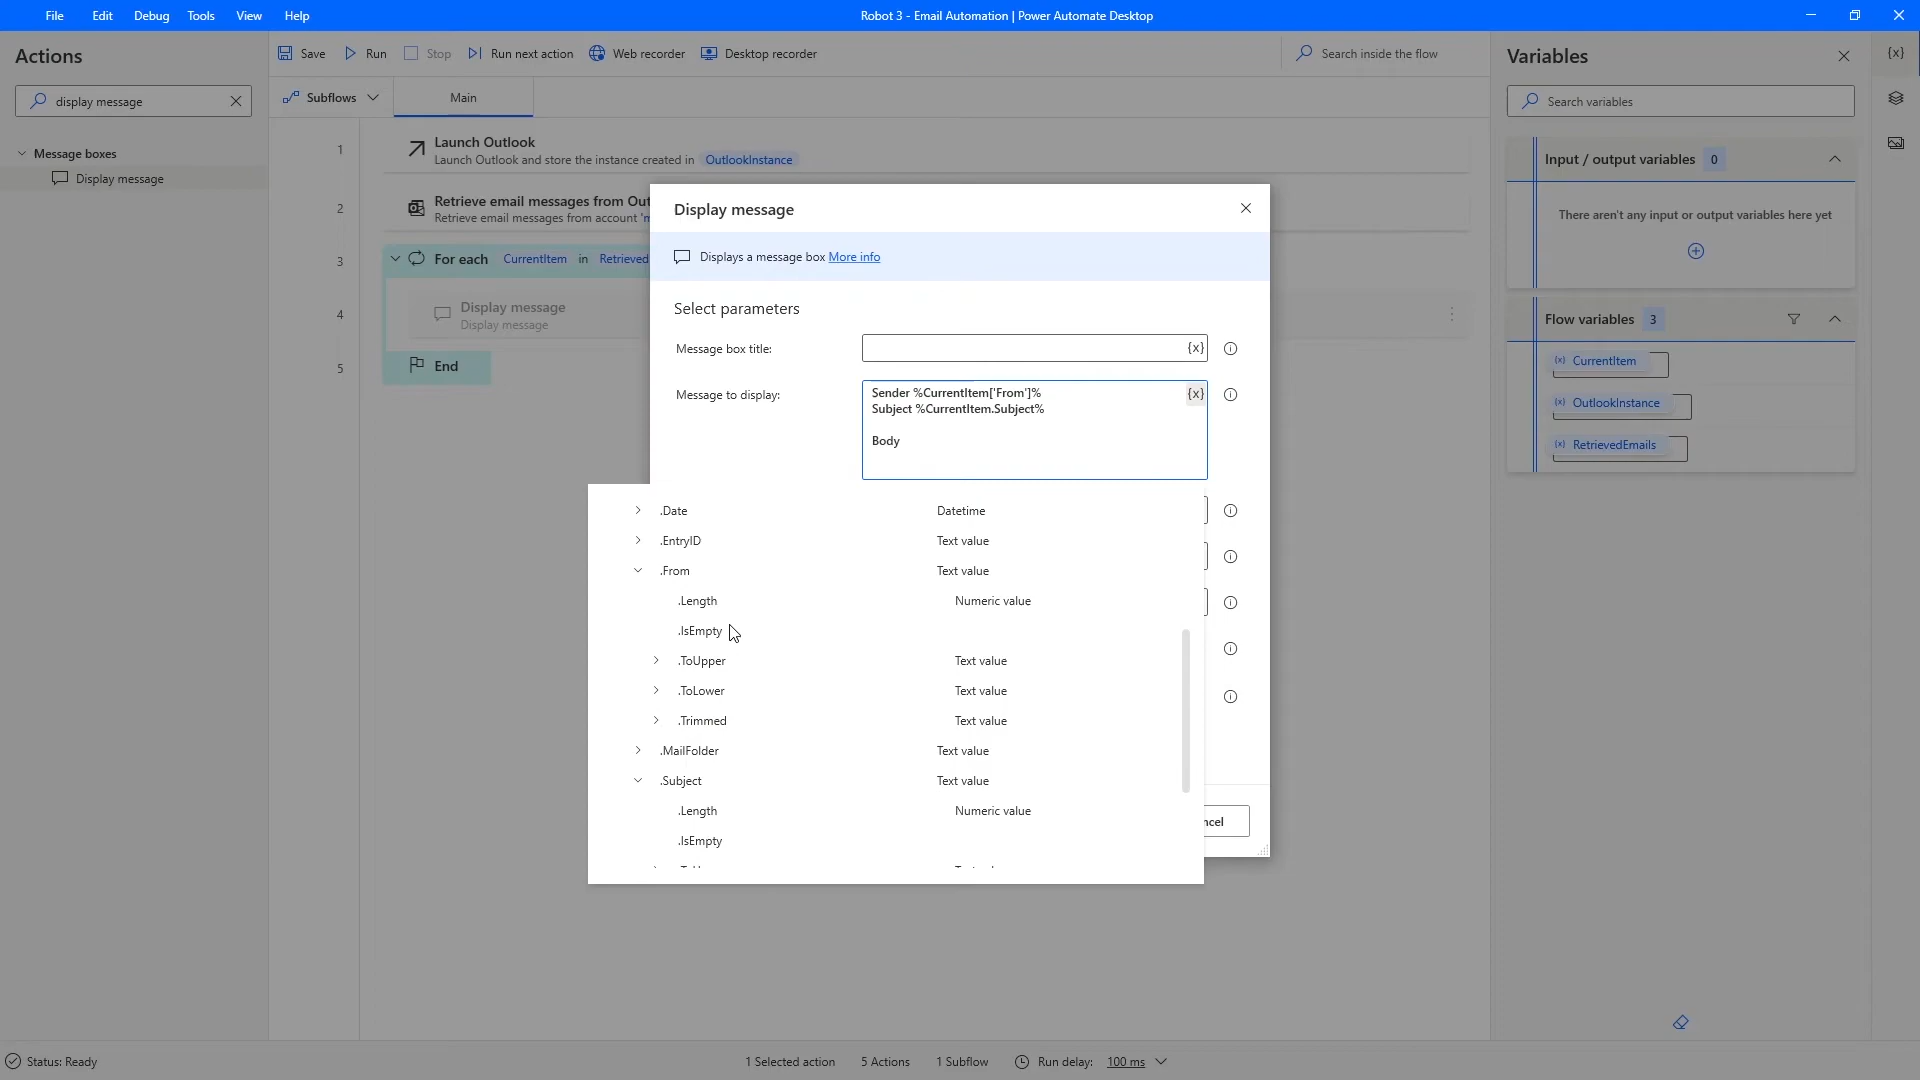 File Edit Debug Tools View Help
Robot 3 - Email Automation | Power Automate Desktop
Actions
display message
Message boxes
Display message
Save Run Stop Run next action Web recorder Desktop recorder
Search inside the flow
Subflows Main
1
Launch Outlook
Launch Outlook and store the instance created in OutlookInstance
2
Retrieve email messages from
Retrieve email messages from account
3
For each CurrentItem in Retrieved
4
Display message
Display message
5
End
Display message
Displays a message box More info
Select parameters
Message box title: {x}
Message to display: {x}
Sender %CurrentItem['From']%
Subject %CurrentItem.Subject%
Body
.Date Datetime
.EntryID Text value
.From Text value
.Length Numeric value
.IsEmpty
.ToUpper Text value
.ToLower Text value
.Trimmed Text value
.MailFolder Text value
.Subject Text value
.Length Numeric value
.IsEmpty
Variables
{x}
Search variables
Input / output variables 0
There aren't any input or output variables here yet
Flow variables 3
{x} CurrentItem
{x} OutlookInstance
{x} RetrievedEmails
Status: Ready
1 Selected action 5 Actions 1 Subflow Run delay: 100 ms